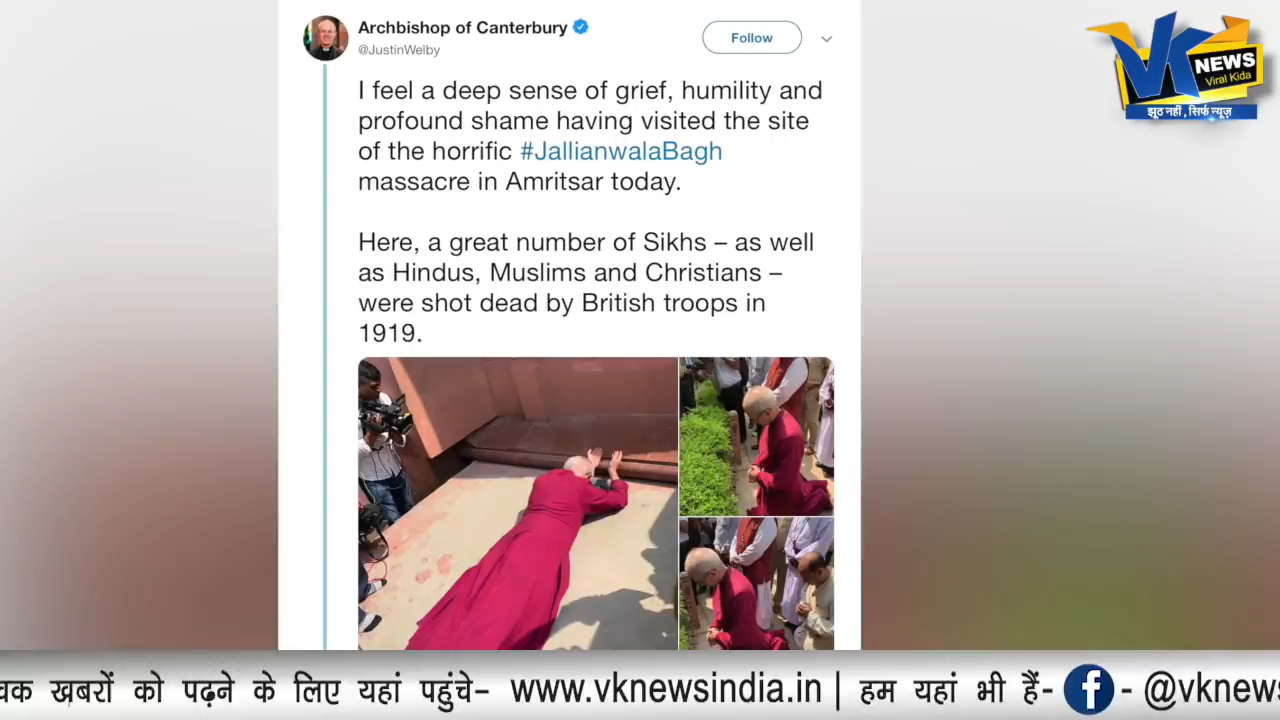 Archbishop of Canterbury
@JustinWelby
Follow
I feel a deep sense of grief, humility and
profound shame having visited the site
of the horrific #JallianwalaBagh
massacre in Amritsar today.
Here, a great number of Sikhs – as well
as Hindus, Muslims and Christians –
were shot dead by British troops in
1919.
VK NEWS
Viral Kida
झूठ नहीं, सिर्फ न्यूज़
खबरों को पढ़ने के लिए यहां पहुंचे– www.vknewsindia.in | हम यहां भी हैं- f - @vknews